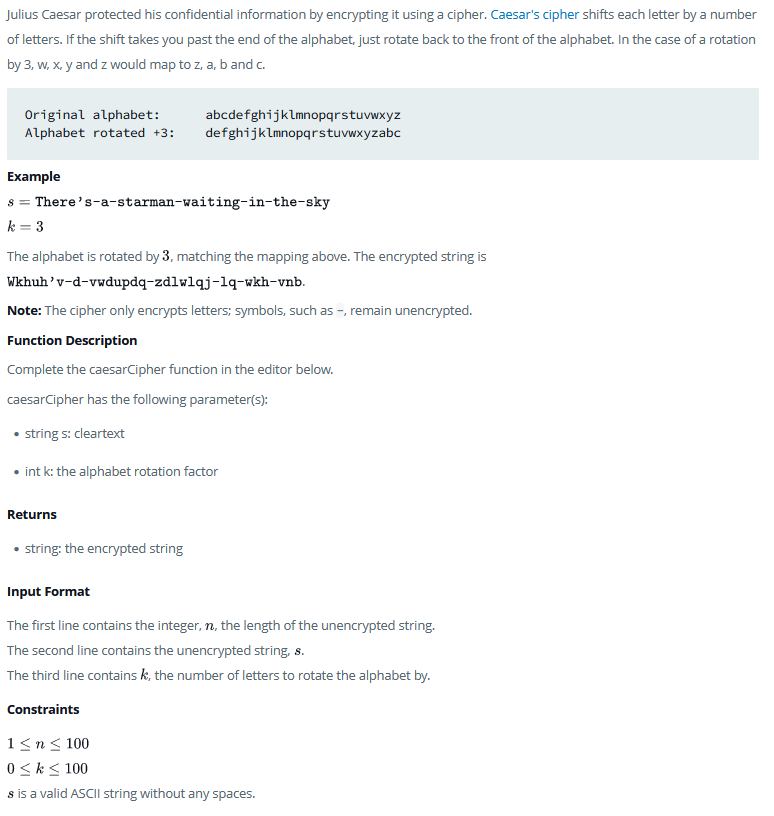 Julius Caesar protected his confidential information by encrypting it using a cipher. Caesar's cipher shifts each letter by a number
of letters. If the shift takes you past the end of the alphabet, just rotate back to the front of the alphabet. In the case of a rotation
by 3, w, x, y and z would map to z, a, b and c.
Original alphabet: abcdefghijklmnopqrstuvwxyz
Alphabet rotated +3: defghijklmnopqrstuvwxyzabc
Example
s = There's-a-starman-waiting-in-the-sky
k = 3
The alphabet is rotated by 3, matching the mapping above. The encrypted string is
Wkhuh'v-d-vwdupdq-zdlwlqj-lq-wkh-vnb.
Note: The cipher only encrypts letters; symbols, such as -, remain unencrypted.
Function Description
Complete the caesarCipher function in the editor below.
caesarCipher has the following parameter(s):
• string s: cleartext
• int k: the alphabet rotation factor
Returns
• string: the encrypted string
Input Format
The first line contains the integer, n, the length of the unencrypted string.
The second line contains the unencrypted string, s.
The third line contains k, the number of letters to rotate the alphabet by.
Constraints
1 ≤ n ≤ 100
0 ≤ k ≤ 100
s is a valid ASCII string without any spaces.